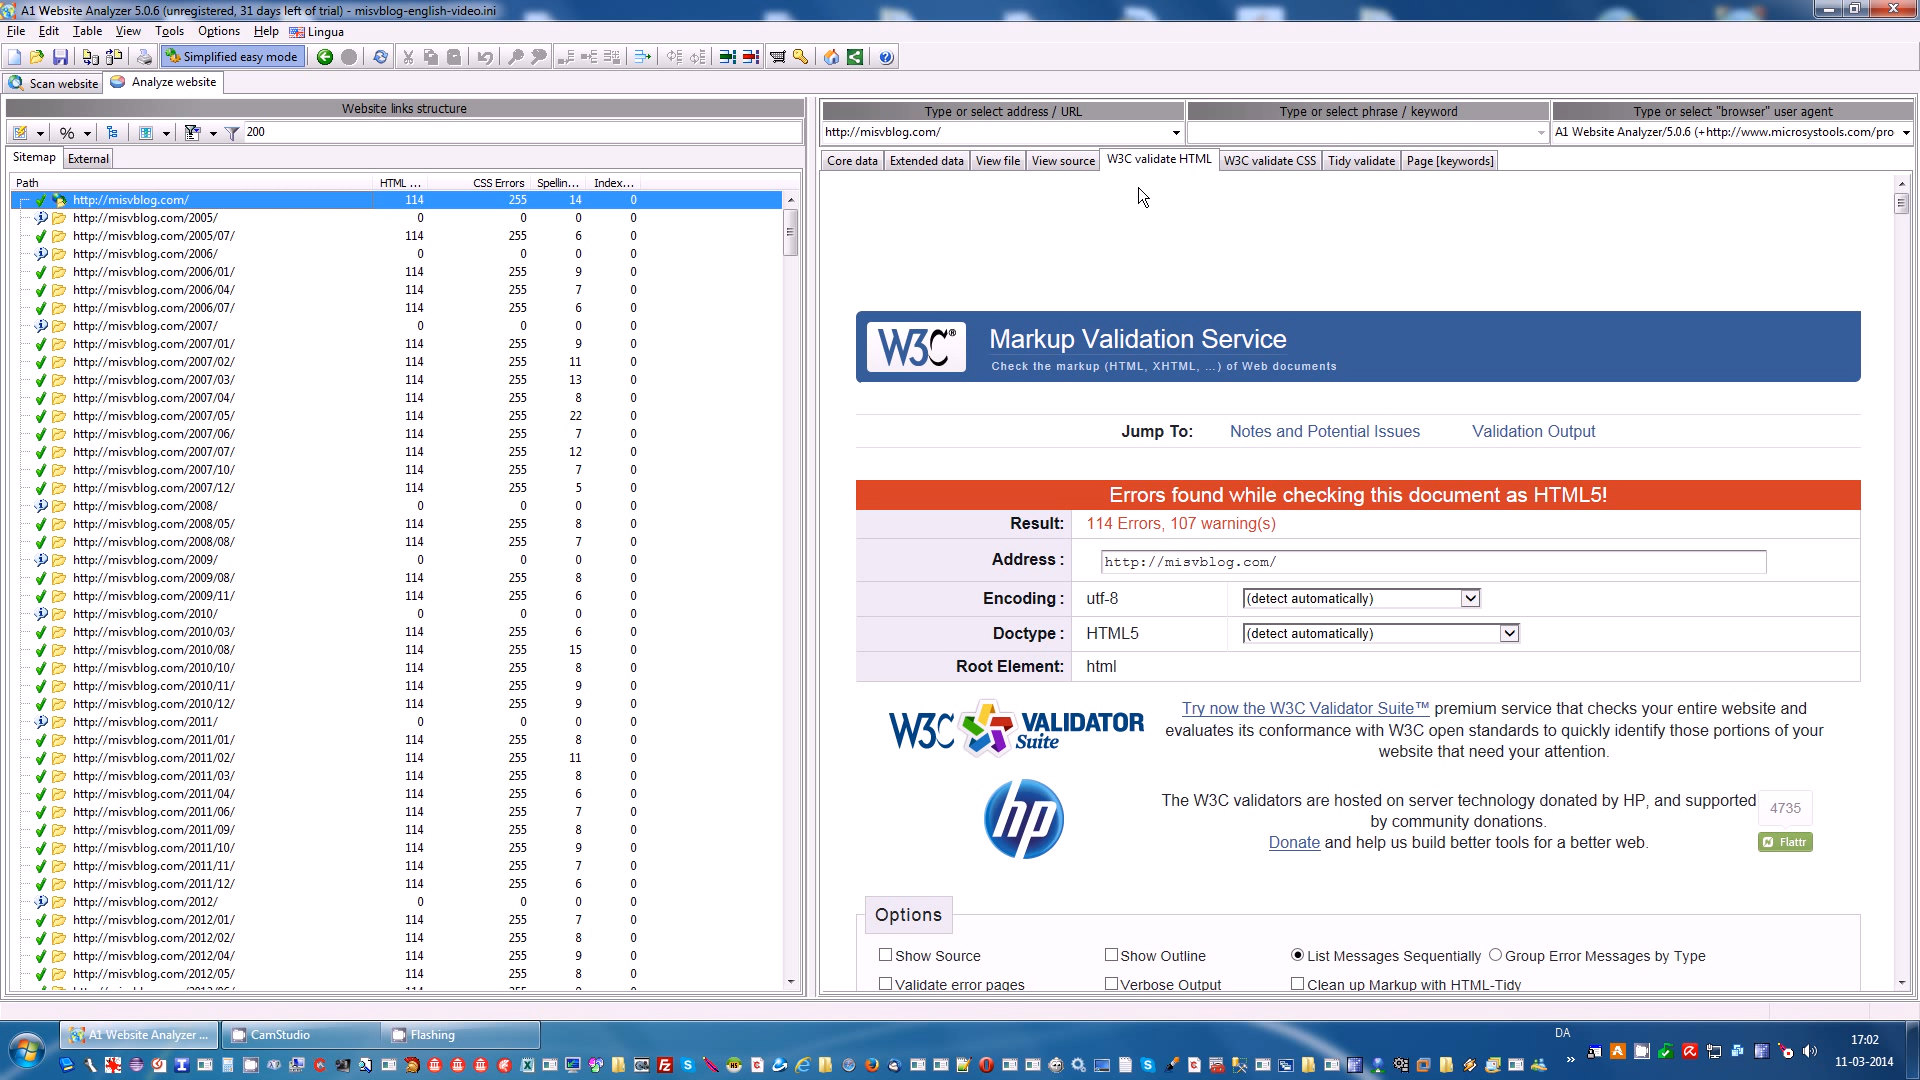 A1 Website Analyzer 5.0.6 (unregistered, 31 days left of trial) - misvblog-english-video.ini
File Edit Table View Tools Options Help Lingua
Simplified easy mode
Scan website Analyze website
Website links structure
200
Sitemap External
Path HTML ... CSS Errors Spellin... Index...
http://misvblog.com/ 114 255 14 0
http://misvblog.com/2005/ 0 0 0 0
http://misvblog.com/2005/07/ 114 255 6 0
http://misvblog.com/2006/ 0 0 0 0
http://misvblog.com/2006/01/ 114 255 9 0
http://misvblog.com/2006/04/ 114 255 7 0
http://misvblog.com/2006/07/ 114 255 6 0
http://misvblog.com/2007/ 0 0 0 0
http://misvblog.com/2007/01/ 114 255 9 0
http://misvblog.com/2007/02/ 114 255 11 0
http://misvblog.com/2007/03/ 114 255 13 0
http://misvblog.com/2007/04/ 114 255 8 0
http://misvblog.com/2007/05/ 114 255 22 0
http://misvblog.com/2007/06/ 114 255 7 0
http://misvblog.com/2007/07/ 114 255 12 0
http://misvblog.com/2007/10/ 114 255 7 0
http://misvblog.com/2007/12/ 114 255 5 0
http://misvblog.com/2008/ 0 0 0 0
http://misvblog.com/2008/05/ 114 255 8 0
http://misvblog.com/2008/08/ 114 255 7 0
http://misvblog.com/2009/ 0 0 0 0
http://misvblog.com/2009/08/ 114 255 8 0
http://misvblog.com/2009/11/ 114 255 6 0
http://misvblog.com/2010/ 0 0 0 0
http://misvblog.com/2010/03/ 114 255 6 0
http://misvblog.com/2010/08/ 114 255 15 0
http://misvblog.com/2010/10/ 114 255 8 0
http://misvblog.com/2010/11/ 114 255 9 0
http://misvblog.com/2010/12/ 114 255 9 0
http://misvblog.com/2011/ 0 0 0 0
http://misvblog.com/2011/01/ 114 255 8 0
http://misvblog.com/2011/02/ 114 255 11 0
http://misvblog.com/2011/03/ 114 255 8 0
http://misvblog.com/2011/04/ 114 255 6 0
http://misvblog.com/2011/06/ 114 255 7 0
http://misvblog.com/2011/09/ 114 255 8 0
http://misvblog.com/2011/10/ 114 255 9 0
http://misvblog.com/2011/11/ 114 255 7 0
http://misvblog.com/2011/12/ 114 255 6 0
http://misvblog.com/2012/ 0 0 0 0
http://misvblog.com/2012/01/ 114 255 7 0
http://misvblog.com/2012/02/ 114 255 8 0
http://misvblog.com/2012/04/ 114 255 9 0
http://misvblog.com/2012/05/ 114 255 8 0
Type or select address / URL Type or select phrase / keyword Type or select "browser" user agent
http://misvblog.com/ A1 Website Analyzer/5.0.6 (+http://www.microsystools.com/pro
Core data Extended data View file View source W3C validate HTML W3C validate CSS Tidy validate Page [keywords]
W3C® Markup Validation Service
Check the markup (HTML, XHTML, ...) of Web documents
Jump To: Notes and Potential Issues Validation Output
Errors found while checking this document as HTML5!
Result: 114 Errors, 107 warning(s)
Address : http://misvblog.com/
Encoding : utf-8 (detect automatically)
Doctype : HTML5 (detect automatically)
Root Element: html
W3C VALIDATOR Suite
Try now the W3C Validator Suite™ premium service that checks your entire website and
evaluates its conformance with W3C open standards to quickly identify those portions of your
website that need your attention.
hp
The W3C validators are hosted on server technology donated by HP, and supported
by community donations.
Donate and help us build better tools for a better web.
4735
Flattr
Options
Show Source Show Outline List Messages Sequentially Group Error Messages by Type
Validate error pages Verbose Output Clean up Markup with HTML-Tidy
A1 Website Analyzer ... CamStudio Flashing
DA
17:02
11-03-2014